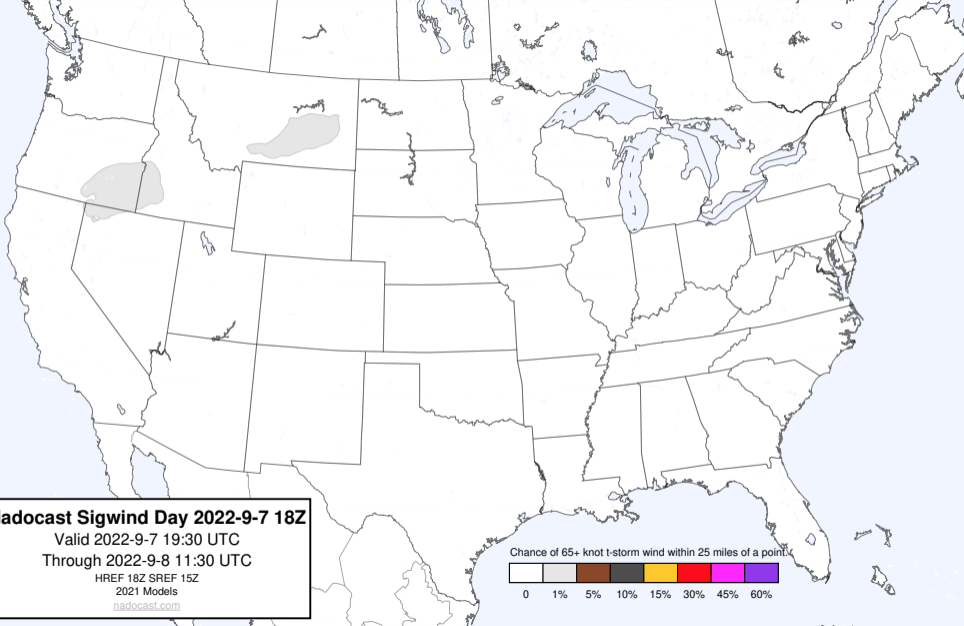 adocast Sigwind Day 2022-9-7 18Z
Valid 2022-9-7 19:30 UTC
Through 2022-9-8 11:30 UTC
HREF 18Z SREF 15Z
2021 Models
nadocast.com
Chance of 65+ knot t-storm wind within 25 miles of a point.
0 1% 5% 10% 15% 30% 45% 60%